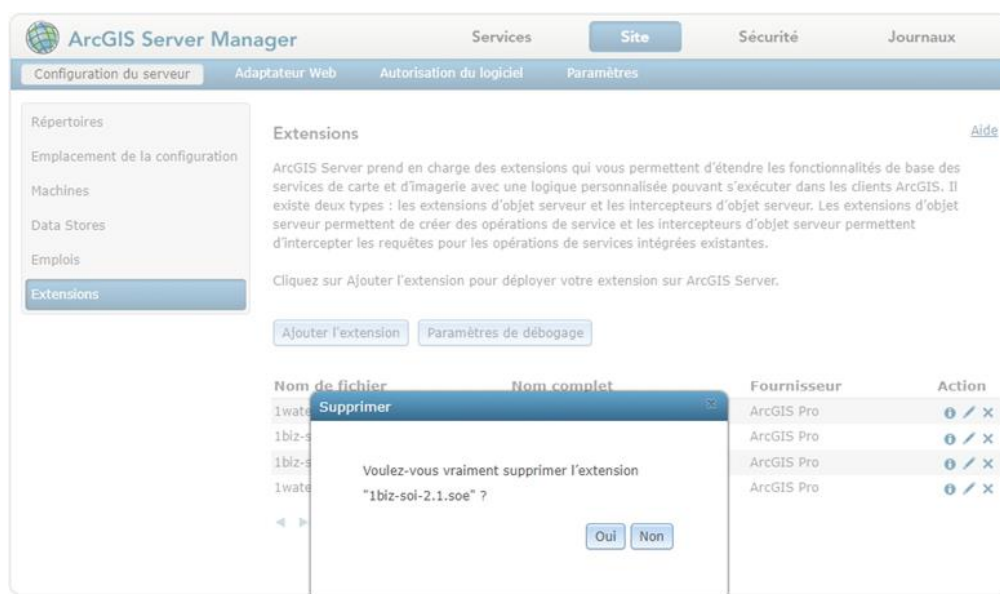 ArcGIS Server Manager
Services
Site
Sécurité
Journaux
Configuration du serveur
Adaptateur Web
Autorisation du logiciel
Paramètres
Répertoires
Emplacement de la configuration
Machines
Data Stores
Emplois
Extensions
Extensions
Aide
ArcGIS Server prend en charge des extensions qui vous permettent d'étendre les fonctionnalités de base des
services de carte et d'imagerie avec une logique personnalisée pouvant s'exécuter dans les clients ArcGIS. Il
existe deux types : les extensions d'objet serveur et les intercepteurs d'objet serveur. Les extensions d'objet
serveur permettent de créer des opérations de service et les intercepteurs d'objet serveur permettent
d'intercepter les requêtes pour les opérations de services intégrées existantes.
Cliquez sur Ajouter l'extension pour déployer votre extension sur ArcGIS Server.
Ajouter l'extension
Paramètres de débogage
Nom de fichier
Nom complet
Fournisseur
Action
1wate
ArcGIS Pro
1biz-s
ArcGIS Pro
1biz-s
ArcGIS Pro
1wate
ArcGIS Pro
Supprimer
Voulez-vous vraiment supprimer l'extension
"1biz-soi-2.1.soe" ?
Oui
Non